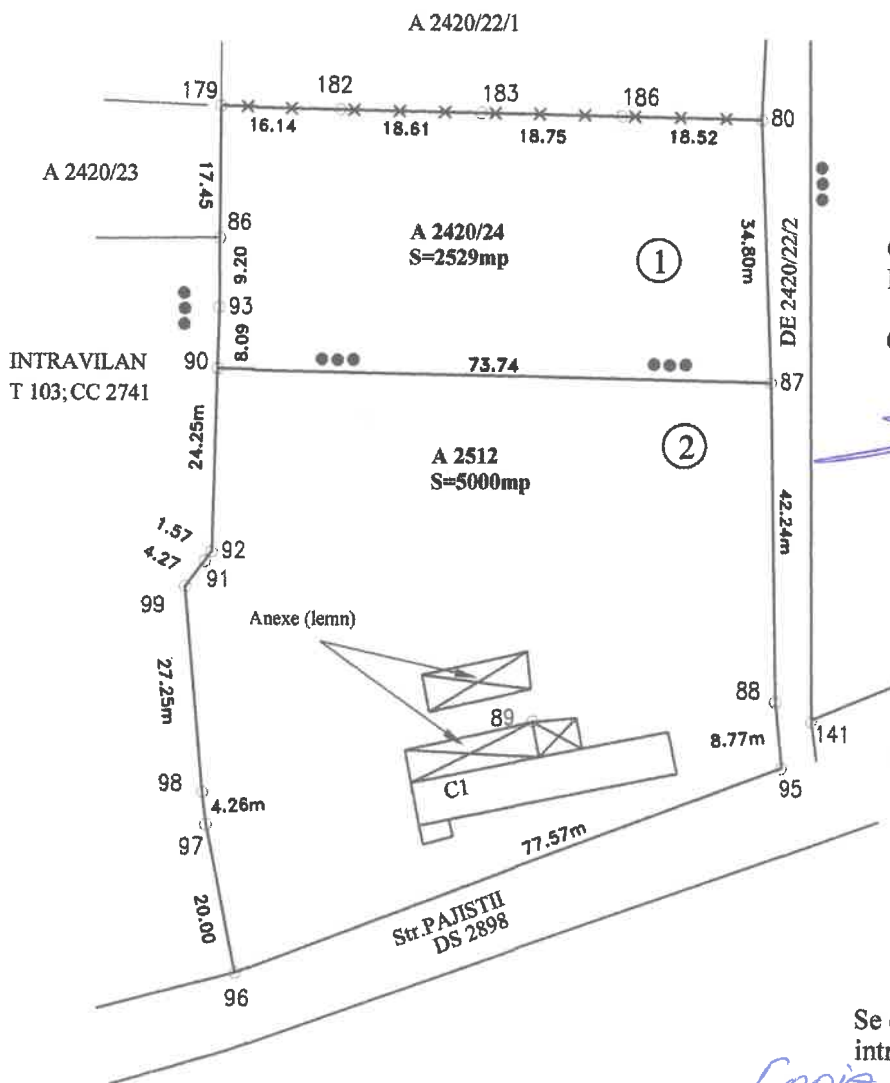 A 2420/22/1
179
182
183
186
80
16.14
18.61
18.75
18.52
A 2420/23
17.45
86
A 2420/24
S=2529mp
1
34.80m
DE 2420/22/2
9.20
93
8.09
INTRAVILAN
T 103; CC 2741
90
73.74
87
24.25m
A 2512
S=5000mp
2
42.24m
1.57
4.27
92
91
99
Anexe (lemn)
27.25m
89
88
8.77m
141
95
98
4.26m
C1
97
77.57m
20.00
Str.PAJISTII
DS 2898
96
Se
intr